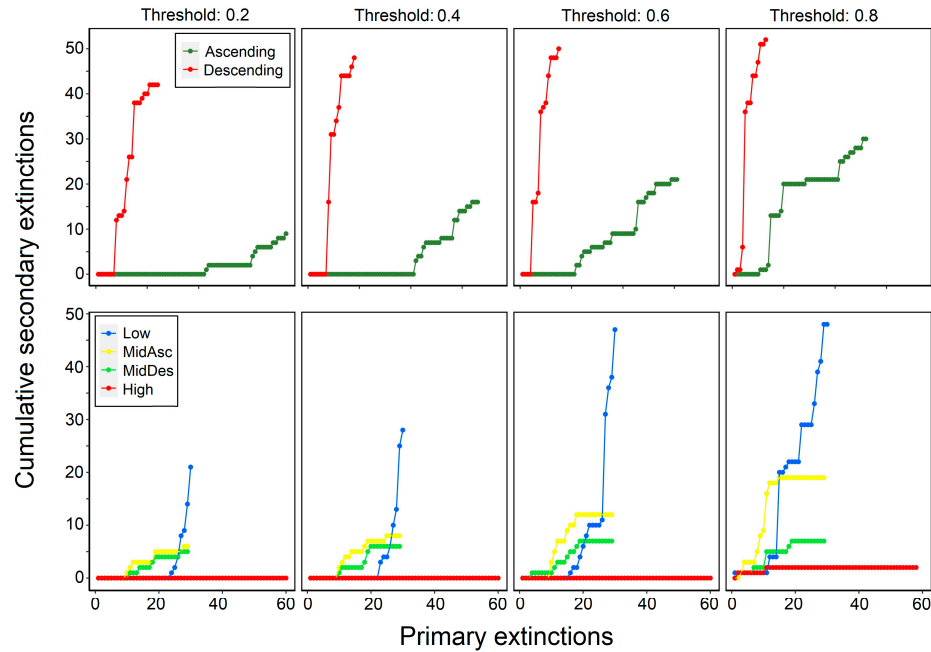 Threshold: 0.2 Threshold: 0.4 Threshold: 0.6 Threshold: 0.8
Cumulative secondary extinctions
50
40
30
20
10
0
Ascending
Descending
50
40
30
20
10
0
Low
MidAsc
MidDes
High
0 20 40 60 0 20 40 60 0 20 40 60 0 20 40 60
Primary extinctions